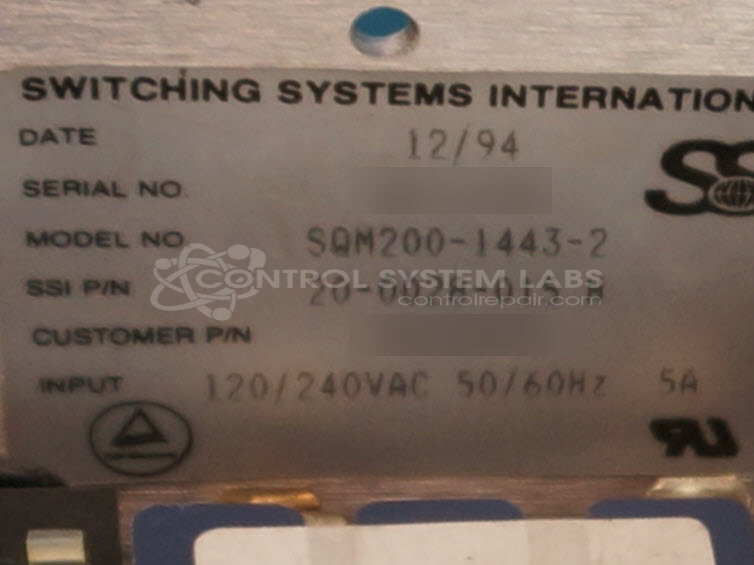 SWITCHING SYSTEMS INTERNATION
DATE 12/94
SERIAL NO.
MODEL NO. SQM200-1443-2
SSI P/N
CONTROL SYSTEM LABS
controlrepair.com
CUSTOMER P/N
INPUT 120/240VAC 50/60Hz 5A